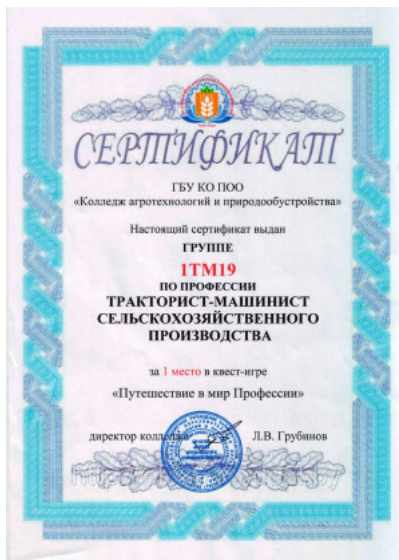 СЕРТИФИКАТ
ГБУ КО ПОО
«Колледж агротехнологий и природообустройства»
Настоящий сертификат выдан
ГРУППЕ
1ТМ19
ПО ПРОФЕССИИ
ТРАКТОРИСТ-МАШИНИСТ
СЕЛЬСКОХОЗЯЙСТВЕННОГО
ПРОИЗВОДСТВА
за 1 место в квест-игре
«Путешествие в мир Профессии»
директор колледжа Л.В. Грубинов